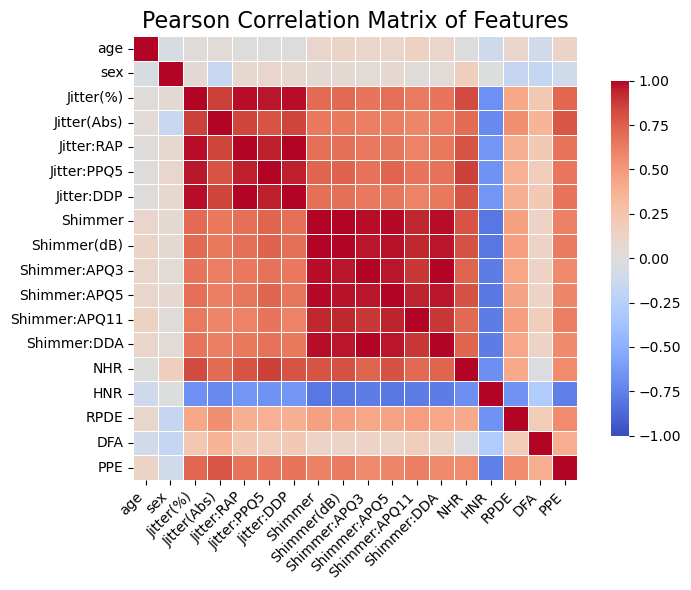 Pearson Correlation Matrix of Features
age
sex
Jitter(%)
Jitter(Abs)
Jitter:RAP
Jitter:PPQ5
Jitter:DDP
Shimmer
Shimmer(dB)
Shimmer:APQ3
Shimmer:APQ5
Shimmer:APQ11
Shimmer:DDA
NHR
HNR
RPDE
DFA
PPE
age
sex
Jitter(%)
Jitter(Abs)
Jitter:RAP
Jitter:PPQ5
Jitter:DDP
Shimmer
Shimmer(dB)
Shimmer:APQ3
Shimmer:APQ5
Shimmer:APQ11
Shimmer:DDA
NHR
HNR
RPDE
DFA
PPE
1.00
0.75
0.50
0.25
0.00
−0.25
−0.50
−0.75
−1.00